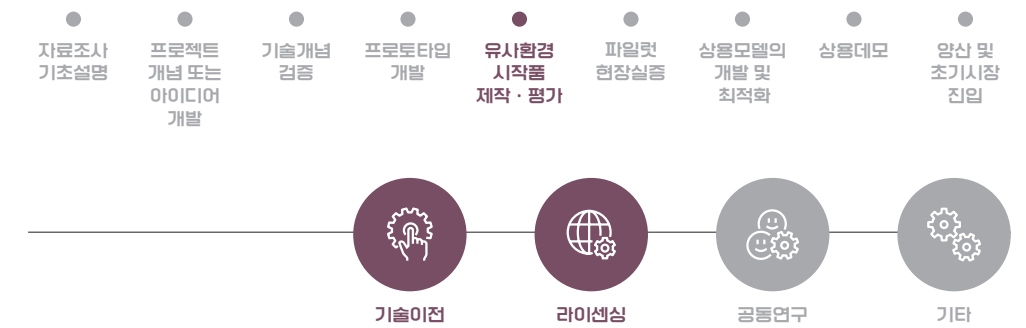 자료조사
기초설명
프로젝트
개념 또는
아이디어
개발
기술개념
검증
프로토타입
개발
유사환경
시작품
제작 · 평가
파일럿
현장실증
상용모델의
개발 및
최적화
상용데모
양산 및
초기시장
진입
기술이전
라이센싱
공동연구
기타